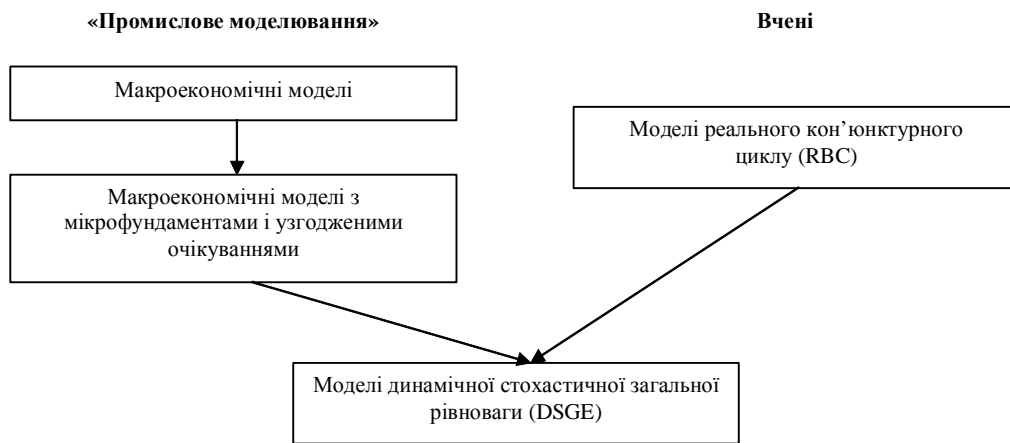 «Промислове моделювання»
Вчені
Макроекономічні моделі
Моделі реального кон’юнктурного
циклу (RBC)
Макроекономічні моделі з
мікрофундаментами і узгодженими
очікуваннями
Моделі динамічної стохастичної загальної
рівноваги (DSGE)